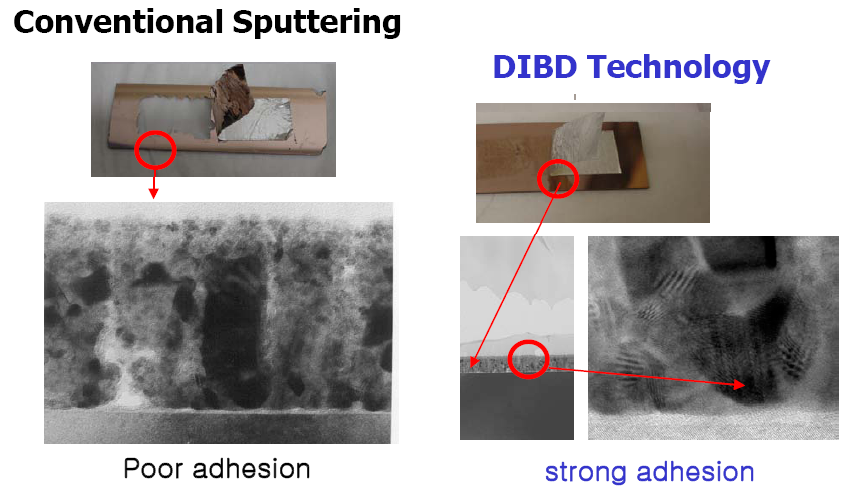 Conventional Sputtering
DIBD Technology
Poor adhesion
strong adhesion